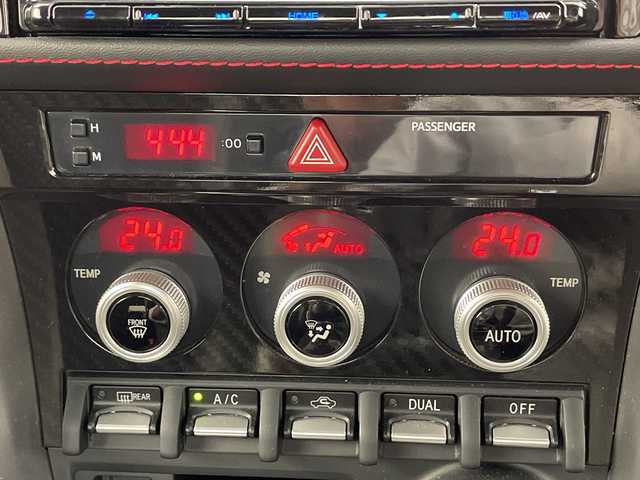 HOME /AV
H 4:44 :00 PASSENGER
M
24.0 AUTO 24.0
TEMP TEMP
FRONT AUTO
REAR A/C DUAL OFF